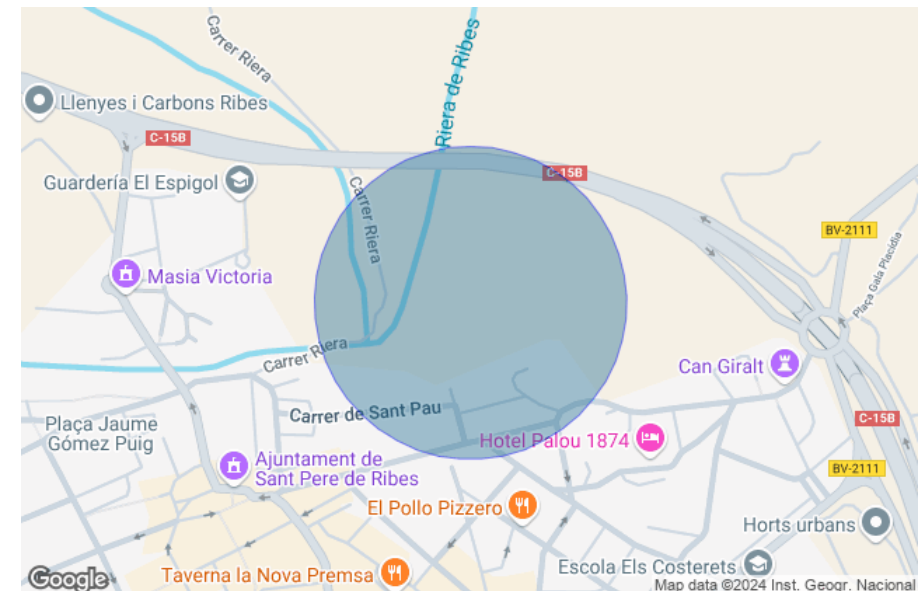 Carrer Riera
Riera de Ribes
Llenyes i Carbons Ribes
C-15B
C-15B
Guardería El Espigol
Carrer Riera
BV-2111
Plaça Gala Placídia
Masia Victoria
Carrer Riera
Can Giralt
Carrer de Sant Pau
Plaça Jaume
Gómez Puig
C-15B
Hotel Palou 1874
Ajuntament de
Sant Pere de Ribes
BV-2111
El Pollo Pizzero
Horts urbans
Escola Els Costerets
Taverna la Nova Premsa
Google
Map data ©2024 Inst. Geogr. Nacional